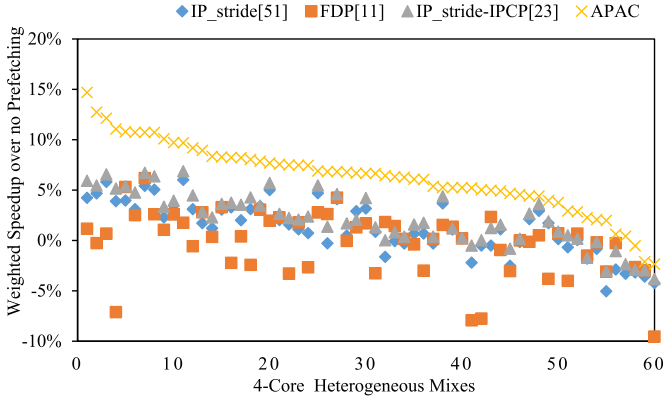 IP_stride[51] FDP[11] IP_stride-IPCP[23] APAC
Weighted Speedup over no Prefetching
20%
15%
10%
5%
0%
-5%
-10%
0 10 20 30 40 50 60
4-Core Heterogeneous Mixes